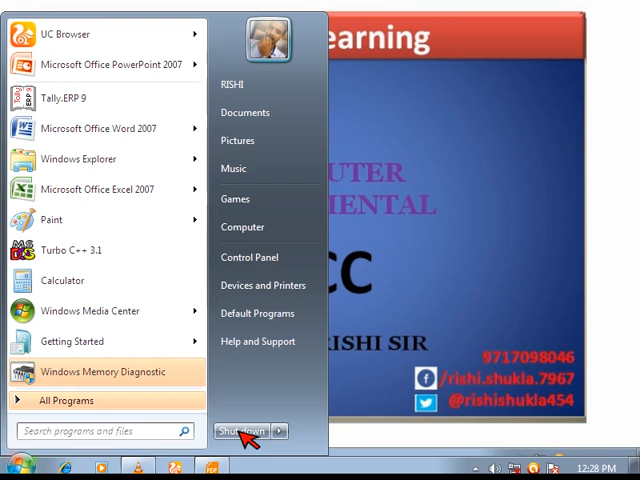 UC Browser
Microsoft Office PowerPoint 2007
Tally.ERP 9
Microsoft Office Word 2007
Windows Explorer
Microsoft Office Excel 2007
Paint
Turbo C++ 3.1
Calculator
Windows Media Center
Getting Started
Windows Memory Diagnostic
All Programs
Search programs and files
RISHI
Documents
Pictures
Music
Games
Computer
Control Panel
Devices and Printers
Default Programs
Help and Support
Shut down
earning
UTER
ENTAL
CC
RISHI SIR
9717098046
/rishi.shukla.7967
@rishishukla454
12:28 PM